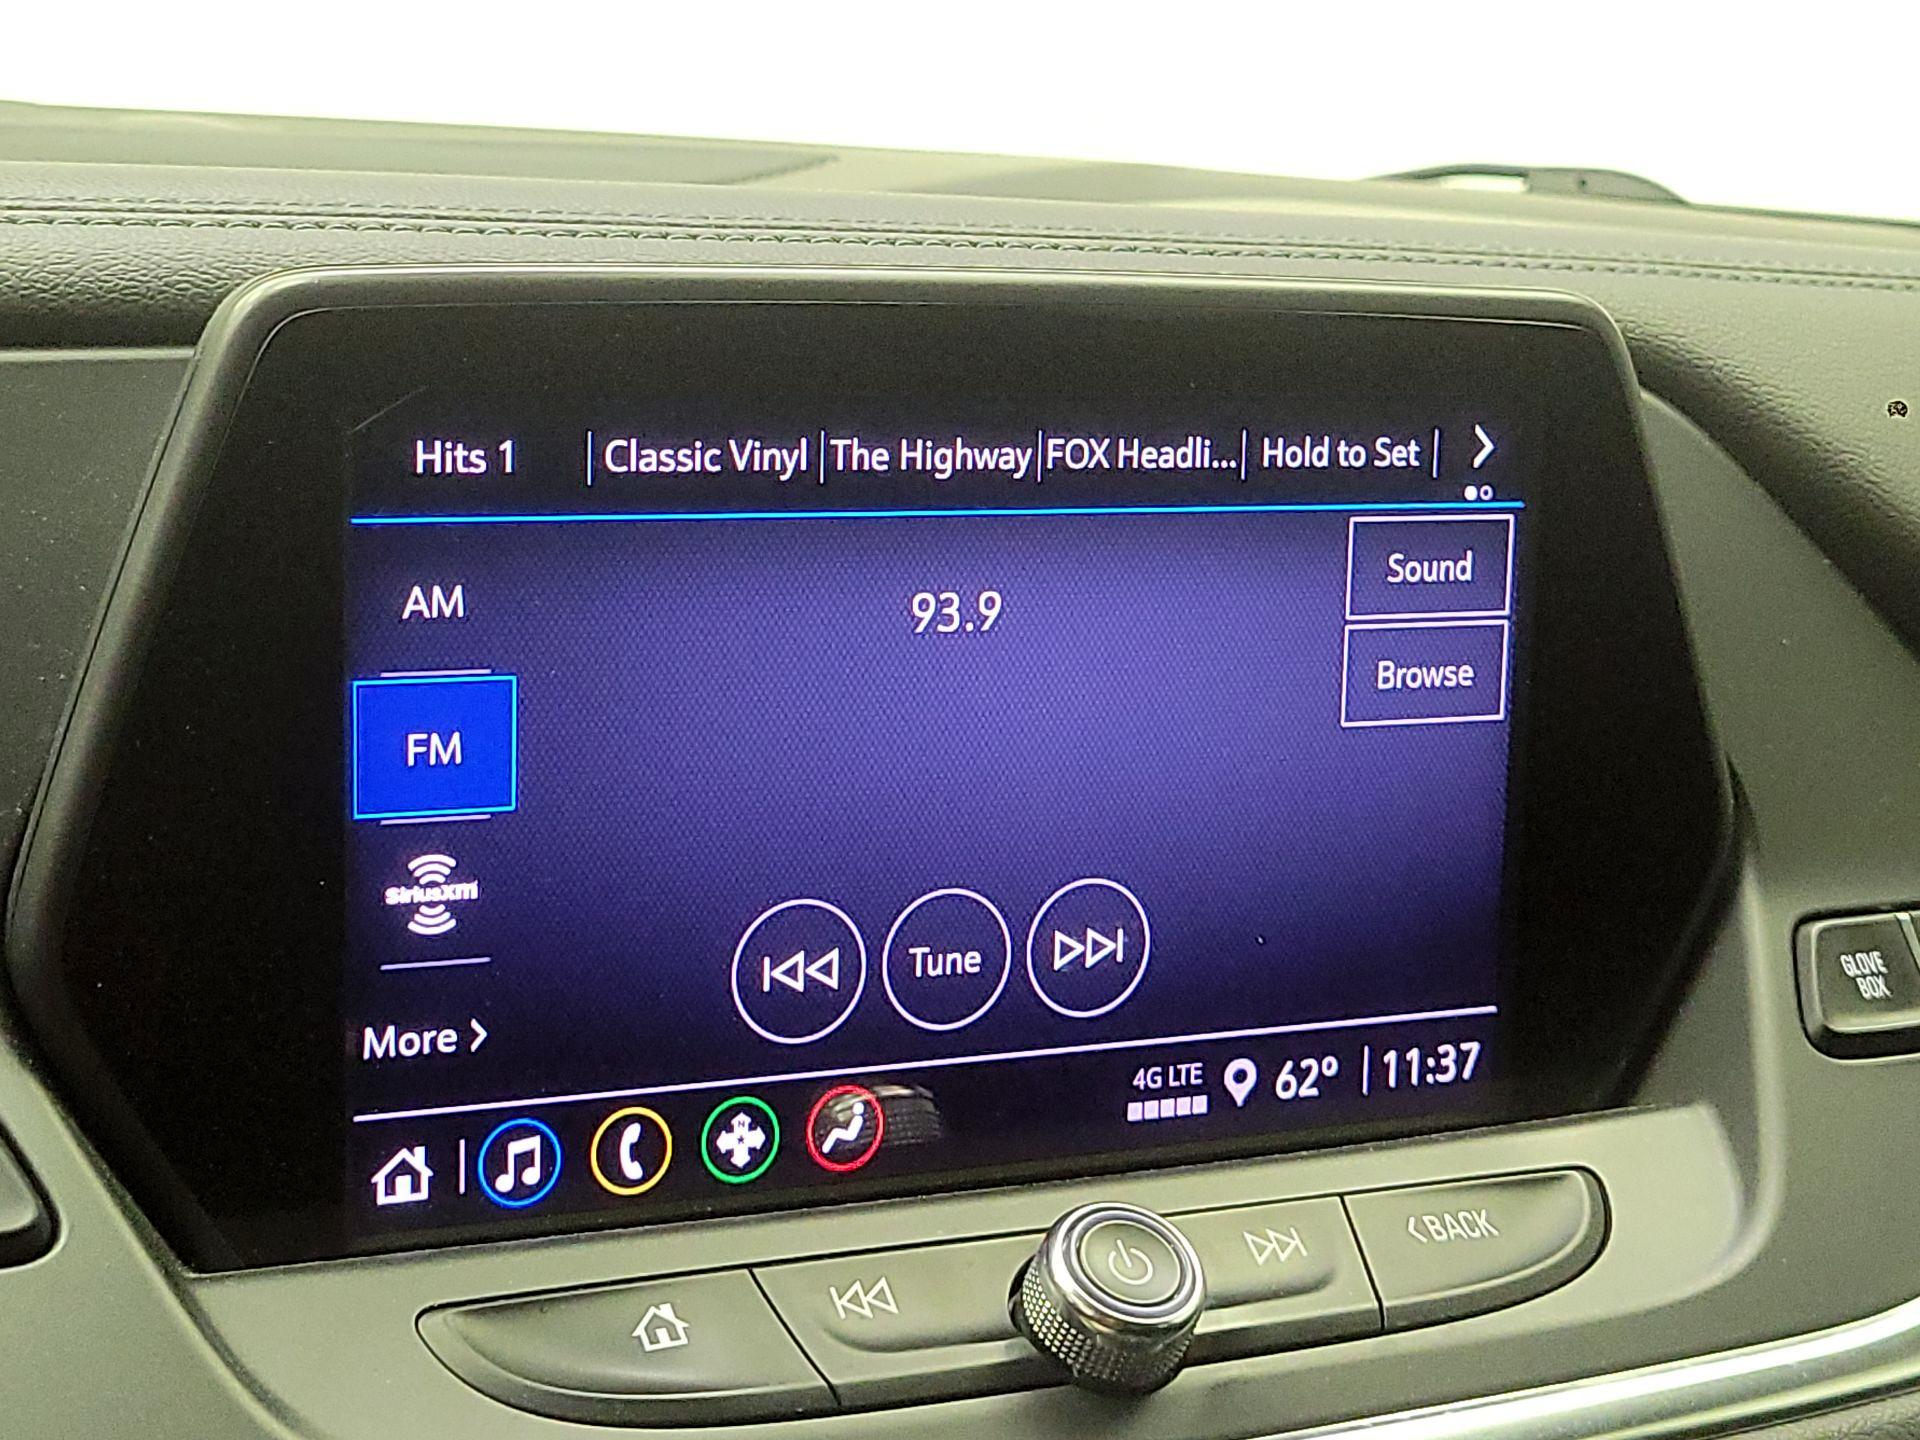 Hits 1 | Classic Vinyl | The Highway | FOX Headli... | Hold to Set |
Sound
AM
93.9
Browse
FM
SiriusXM
Tune
More
4G LTE
62° | 11:37
N
GLOVE
BOX
BACK